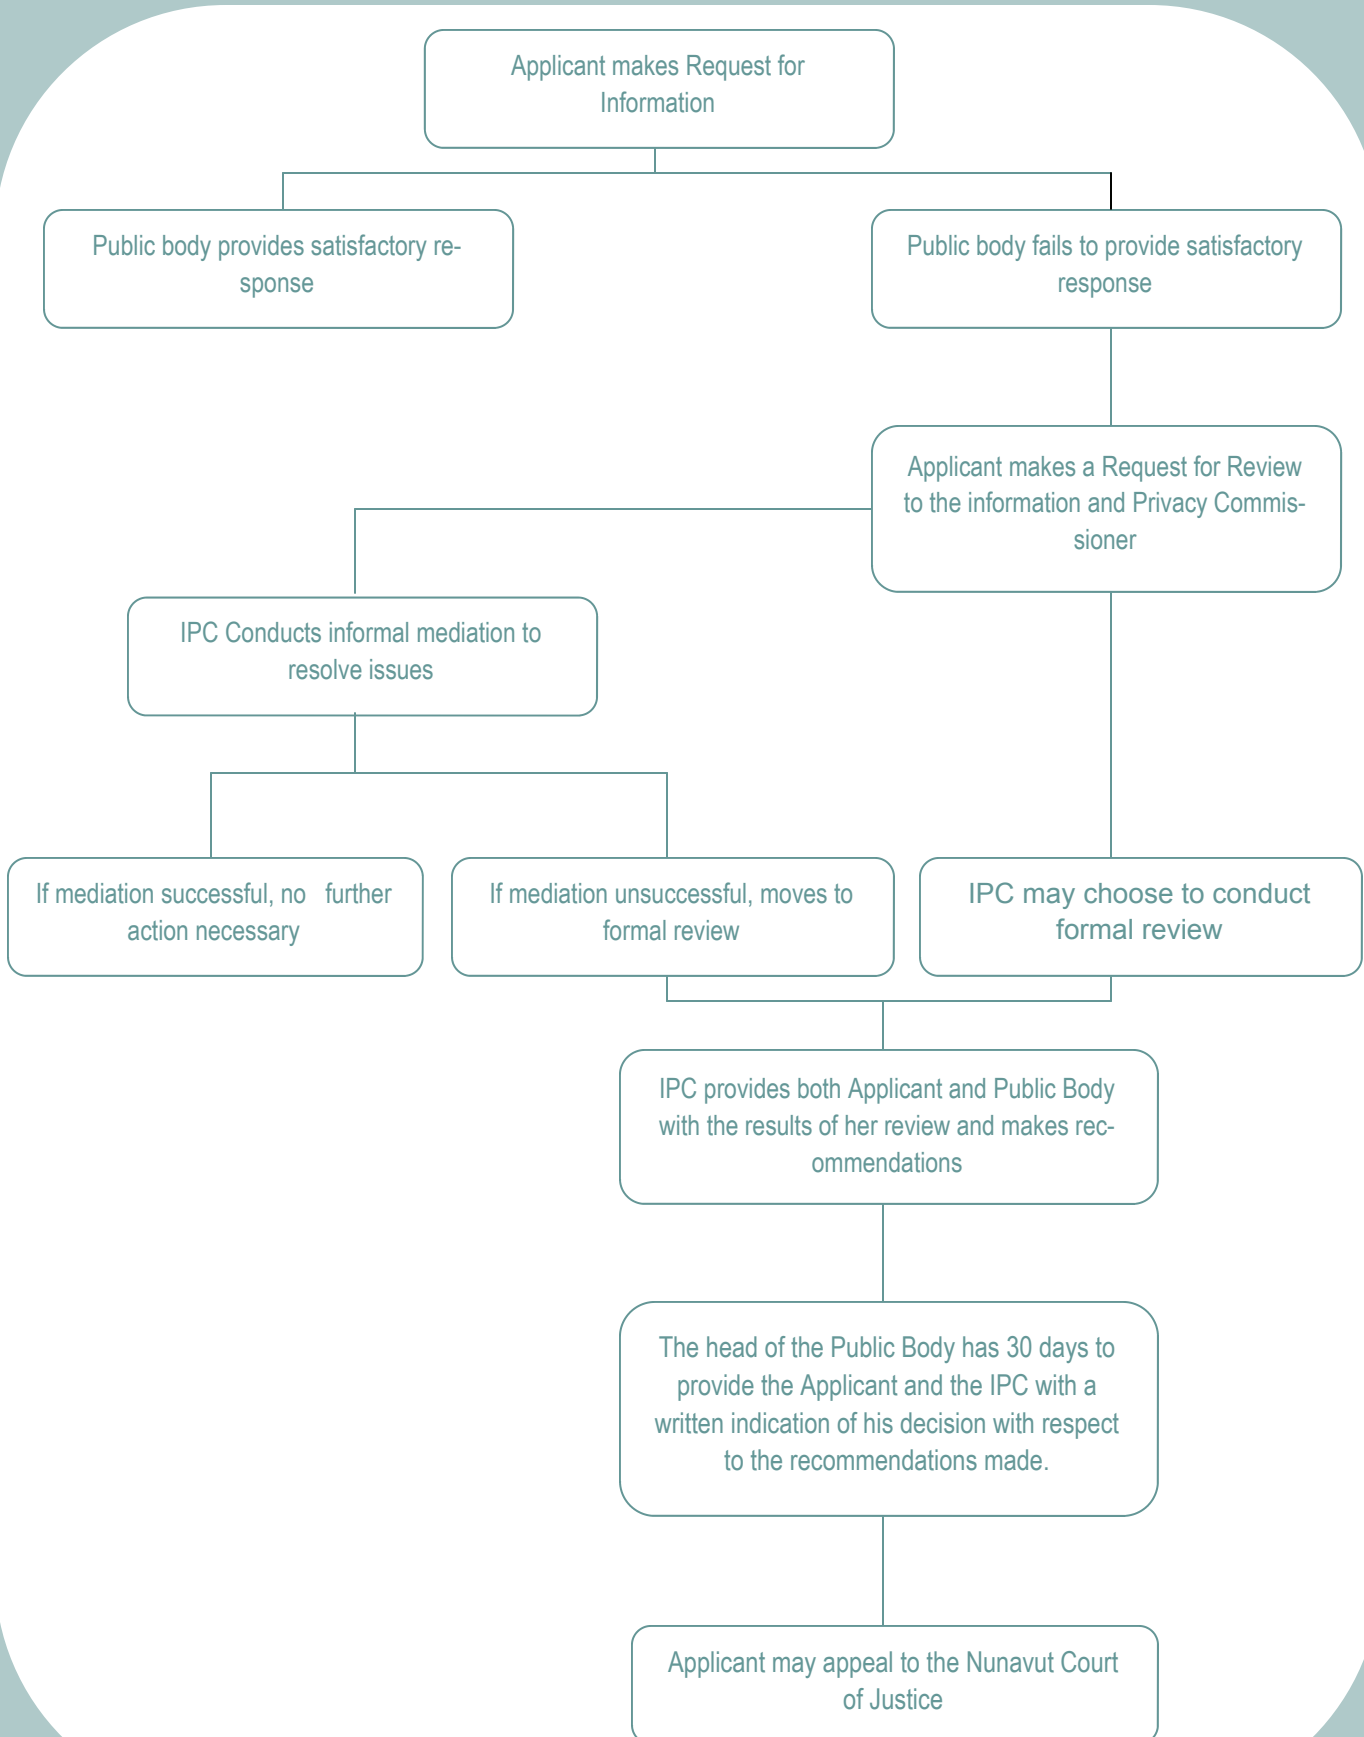 Applicant makes Request for
Information
Public body provides satisfactory re-
sponse
Public body fails to provide satisfactory
response
Applicant makes a Request for Review
to the information and Privacy Commis-
sioner
IPC Conducts informal mediation to
resolve issues
If mediation successful, no further
action necessary
If mediation unsuccessful, moves to
formal review
IPC may choose to conduct
formal review
IPC provides both Applicant and Public Body
with the results of her review and makes rec-
ommendations
The head of the Public Body has 30 days to
provide the Applicant and the IPC with a
written indication of his decision with respect
to the recommendations made.
Applicant may appeal to the Nunavut Court
of Justice